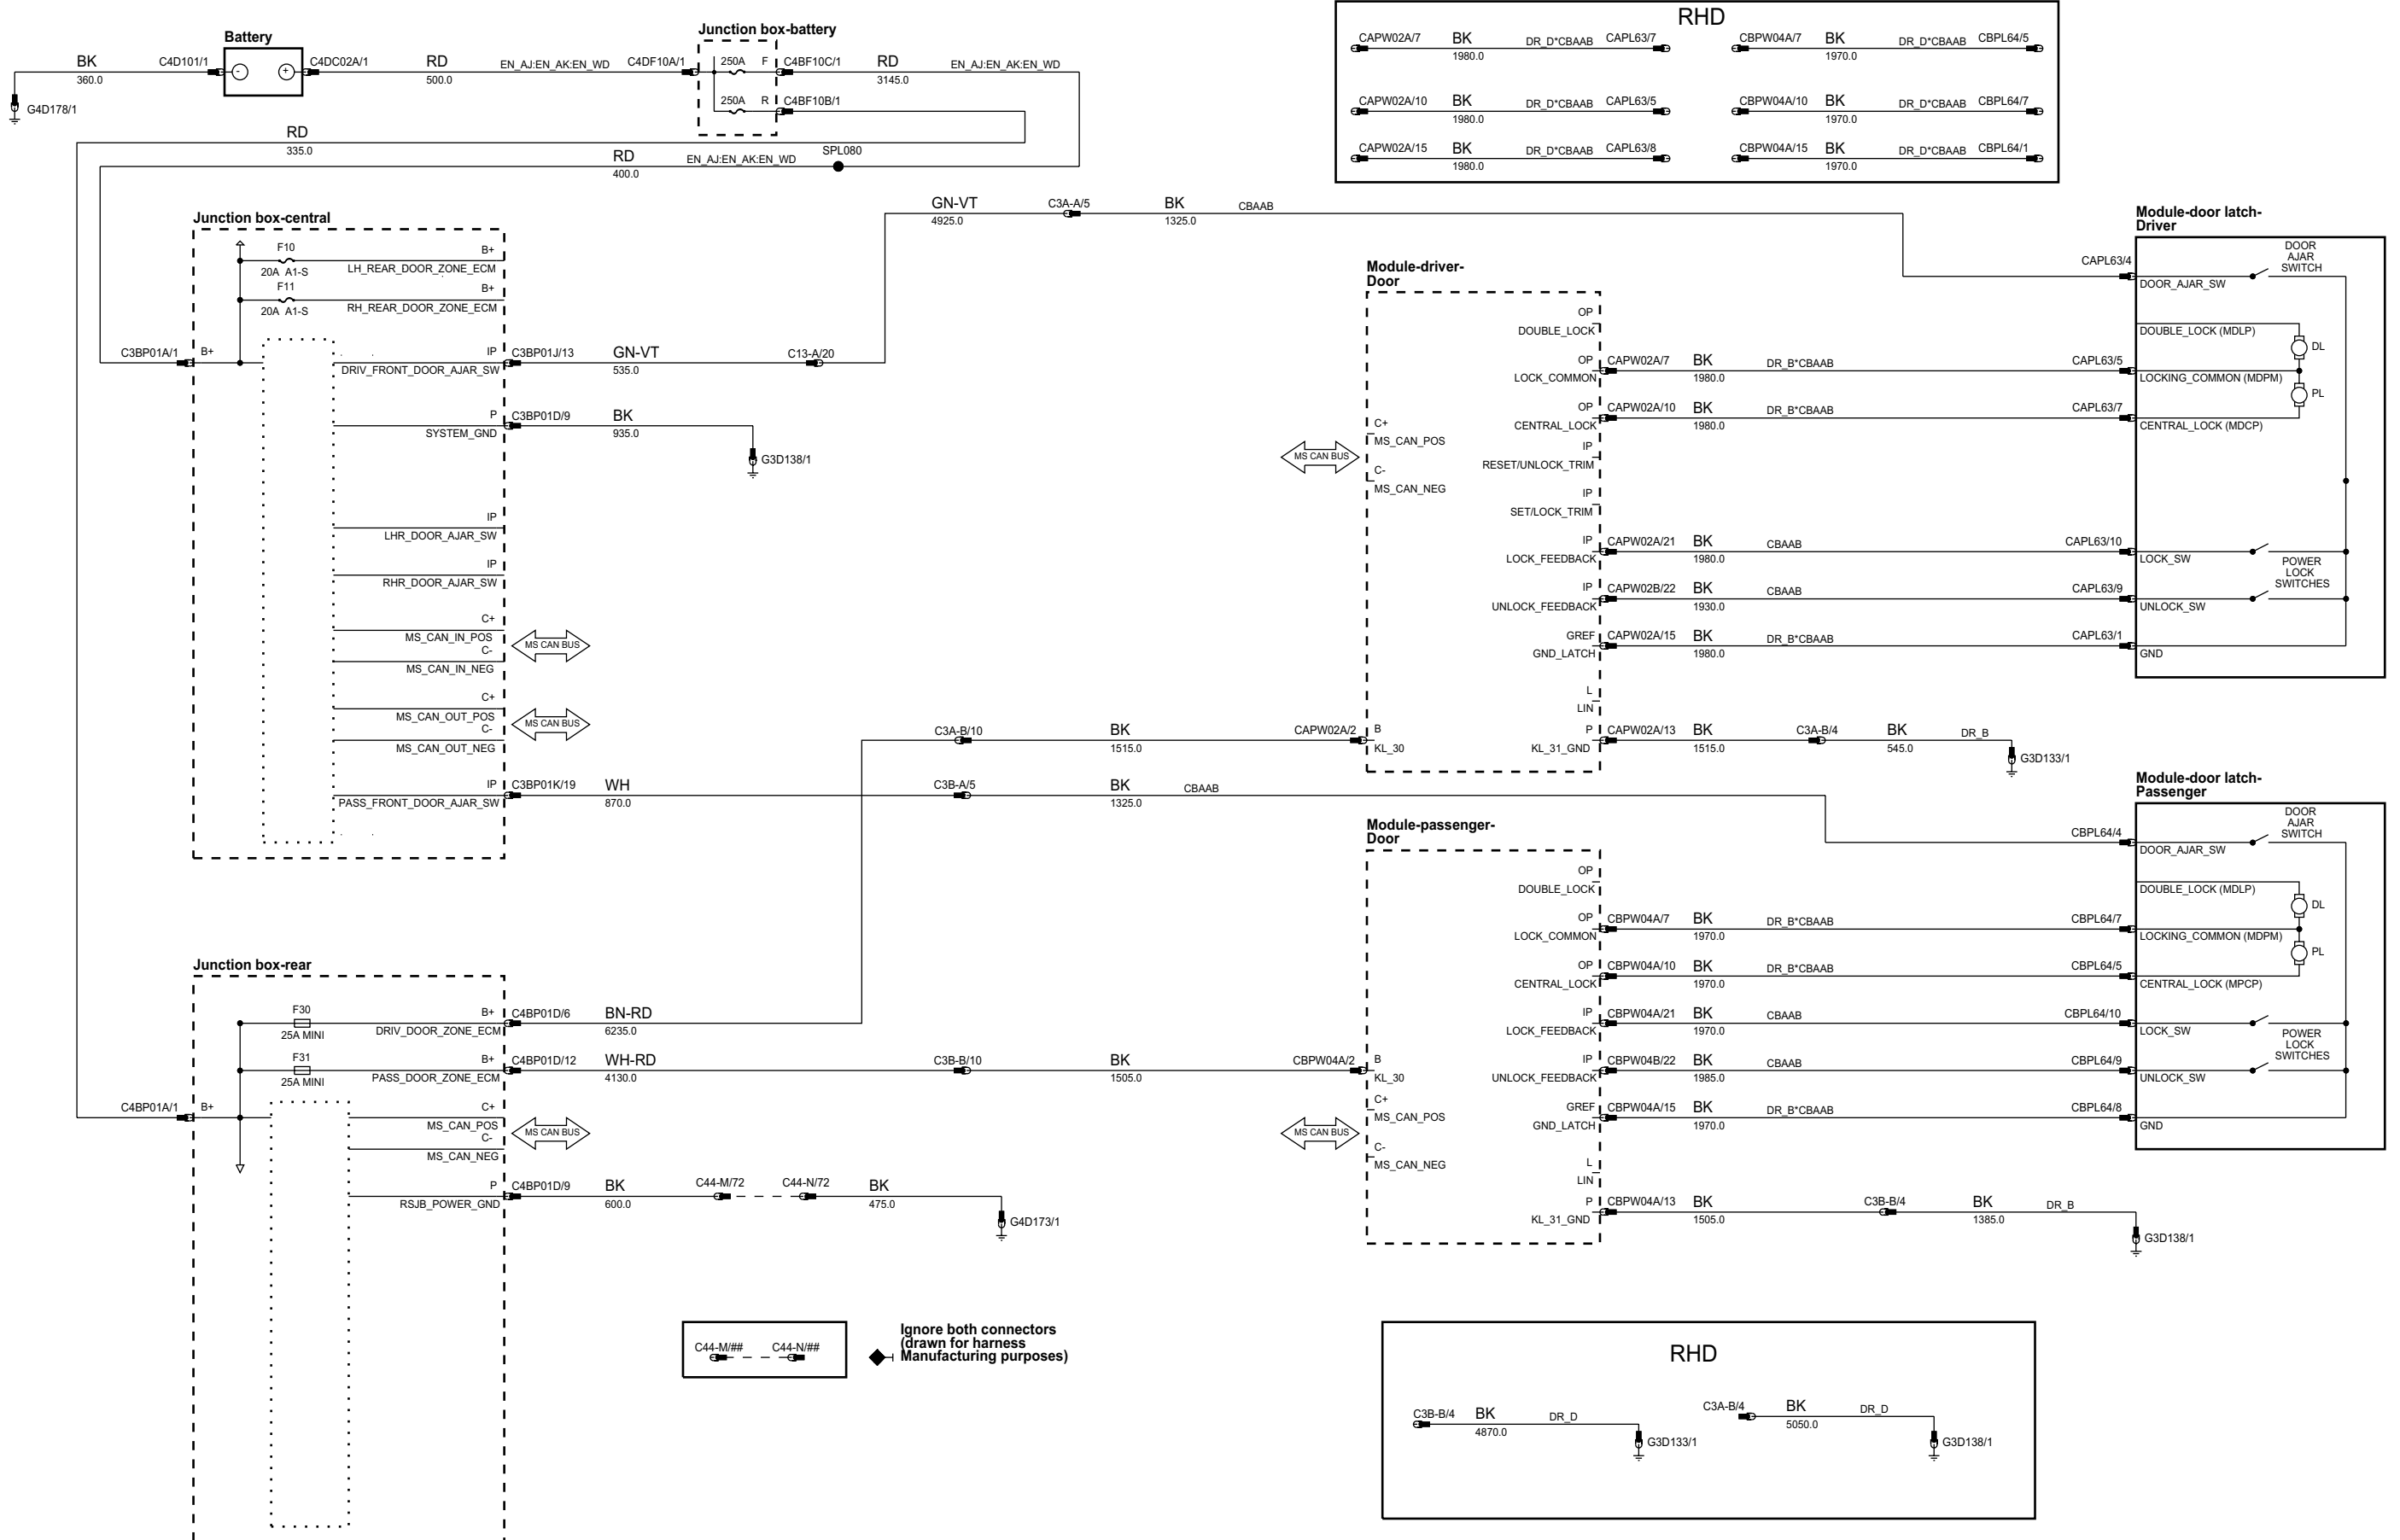 RHD
CAPW02A/7 BK DR_D*CBAAB CAPL63/7
1980.0
CBPW04A/7 BK DR_D*CBAAB CBPL64/5
1970.0
CAPW02A/10 BK DR_D*CBAAB CAPL63/5
1980.0
CBPW04A/10 BK DR_D*CBAAB CBPL64/7
1970.0
CAPW02A/15 BK DR_D*CBAAB CAPL63/8
1980.0
CBPW04A/15 BK DR_D*CBAAB CBPL64/1
1970.0
Battery
BK
360.0
C4D101/1
- +
C4DC02A/1
G4D178/1
RD
500.0
EN_AJ:EN_AK:EN_WD
C4DF10A/1
Junction box-battery
250A F
C4BF10C/1
250A R
C4BF10B/1
RD
3145.0
EN_AJ:EN_AK:EN_WD
RD
335.0
RD
400.0
EN_AJ:EN_AK:EN_WD
SPL080
Junction box-central
F10
20A A1-S
B+
LH_REAR_DOOR_ZONE_ECM
F11
20A A1-S
B+
RH_REAR_DOOR_ZONE_ECM
C3BP01A/1
B+
IP
DRIV_FRONT_DOOR_AJAR_SW
C3BP01J/13
GN-VT
535.0
C13-A/20
GN-VT
4925.0
C3A-A/5
BK
1325.0
CBAAB
P
SYSTEM_GND
C3BP01D/9
BK
935.0
G3D138/1
IP
LHR_DOOR_AJAR_SW
IP
RHR_DOOR_AJAR_SW
C+
MS_CAN_IN_POS
C-
MS_CAN_IN_NEG
MS CAN BUS
C+
MS_CAN_OUT_POS
C-
MS_CAN_OUT_NEG
MS CAN BUS
IP
PASS_FRONT_DOOR_AJAR_SW
C3BP01K/19
WH
870.0
C3B-A/5
BK
1325.0
CBAAB
Module-driver-
Door
OP
DOUBLE_LOCK
OP
LOCK_COMMON
CAPW02A/7
BK
1980.0
DR_B*CBAAB
CAPL63/5
OP
CENTRAL_LOCK
CAPW02A/10
BK
1980.0
DR_B*CBAAB
CAPL63/7
IP
RESET/UNLOCK_TRIM
IP
SET/LOCK_TRIM
MS CAN BUS
C+
MS_CAN_POS
C-
MS_CAN_NEG
IP
LOCK_FEEDBACK
CAPW02A/21
BK
1980.0
CBAAB
CAPL63/10
IP
UNLOCK_FEEDBACK
CAPW02B/22
BK
1930.0
CBAAB
CAPL63/9
GREF
GND_LATCH
CAPW02A/15
BK
1980.0
DR_B*CBAAB
CAPL63/1
L
LIN
C3A-B/10
BK
1515.0
CAPW02A/2
B
KL_30
P
KL_31_GND
CAPW02A/13
BK
1515.0
C3A-B/4
BK
545.0
DR_B
G3D133/1
Module-door latch-
Driver
CAPL63/4
DOOR_AJAR_SW
DOOR
AJAR
SWITCH
DOUBLE_LOCK (MDLP)
DL
LOCKING_COMMON (MDPM)
PL
CENTRAL_LOCK (MDCP)
LOCK_SW
POWER
LOCK
SWITCHES
UNLOCK_SW
GND
Module-door latch-
Passenger
CBPL64/4
DOOR_AJAR_SW
DOOR
AJAR
SWITCH
DOUBLE_LOCK (MDLP)
DL
LOCKING_COMMON (MDPM)
PL
CENTRAL_LOCK (MPCP)
LOCK_SW
POWER
LOCK
SWITCHES
UNLOCK_SW
GND
Module-passenger-
Door
OP
DOUBLE_LOCK
OP
LOCK_COMMON
CBPW04A/7
BK
1970.0
DR_B*CBAAB
CBPL64/7
OP
CENTRAL_LOCK
CBPW04A/10
BK
1970.0
DR_B*CBAAB
CBPL64/5
IP
LOCK_FEEDBACK
CBPW04A/21
BK
1970.0
CBAAB
CBPL64/10
IP
UNLOCK_FEEDBACK
CBPW04B/22
BK
1985.0
CBAAB
CBPL64/9
GREF
GND_LATCH
CBPW04A/15
BK
1970.0
DR_B*CBAAB
CBPL64/8
L
LIN
P
KL_31_GND
CBPW04A/13
BK
1505.0
C3B-B/4
BK
1385.0
DR_B
G3D138/1
B
KL_30
C+
MS_CAN_POS
C-
MS_CAN_NEG
MS CAN BUS
Junction box-rear
F30
25A MINI
B+
DRIV_DOOR_ZONE_ECM
C4BP01D/6
BN-RD
6235.0
F31
25A MINI
B+
PASS_DOOR_ZONE_ECM
C4BP01D/12
WH-RD
4130.0
C3B-B/10
BK
1505.0
CBPW04A/2
C4BP01A/1
B+
C+
MS_CAN_POS
C-
MS_CAN_NEG
MS CAN BUS
P
RSJB_POWER_GND
C4BP01D/9
BK
600.0
C44-M/72
C44-N/72
BK
475.0
G4D173/1
C44-M/## C44-N/##
Ignore both connectors
(drawn for harness
Manufacturing purposes)
RHD
C3B-B/4
BK
4870.0
DR_D
G3D133/1
C3A-B/4
BK
5050.0
DR_D
G3D138/1